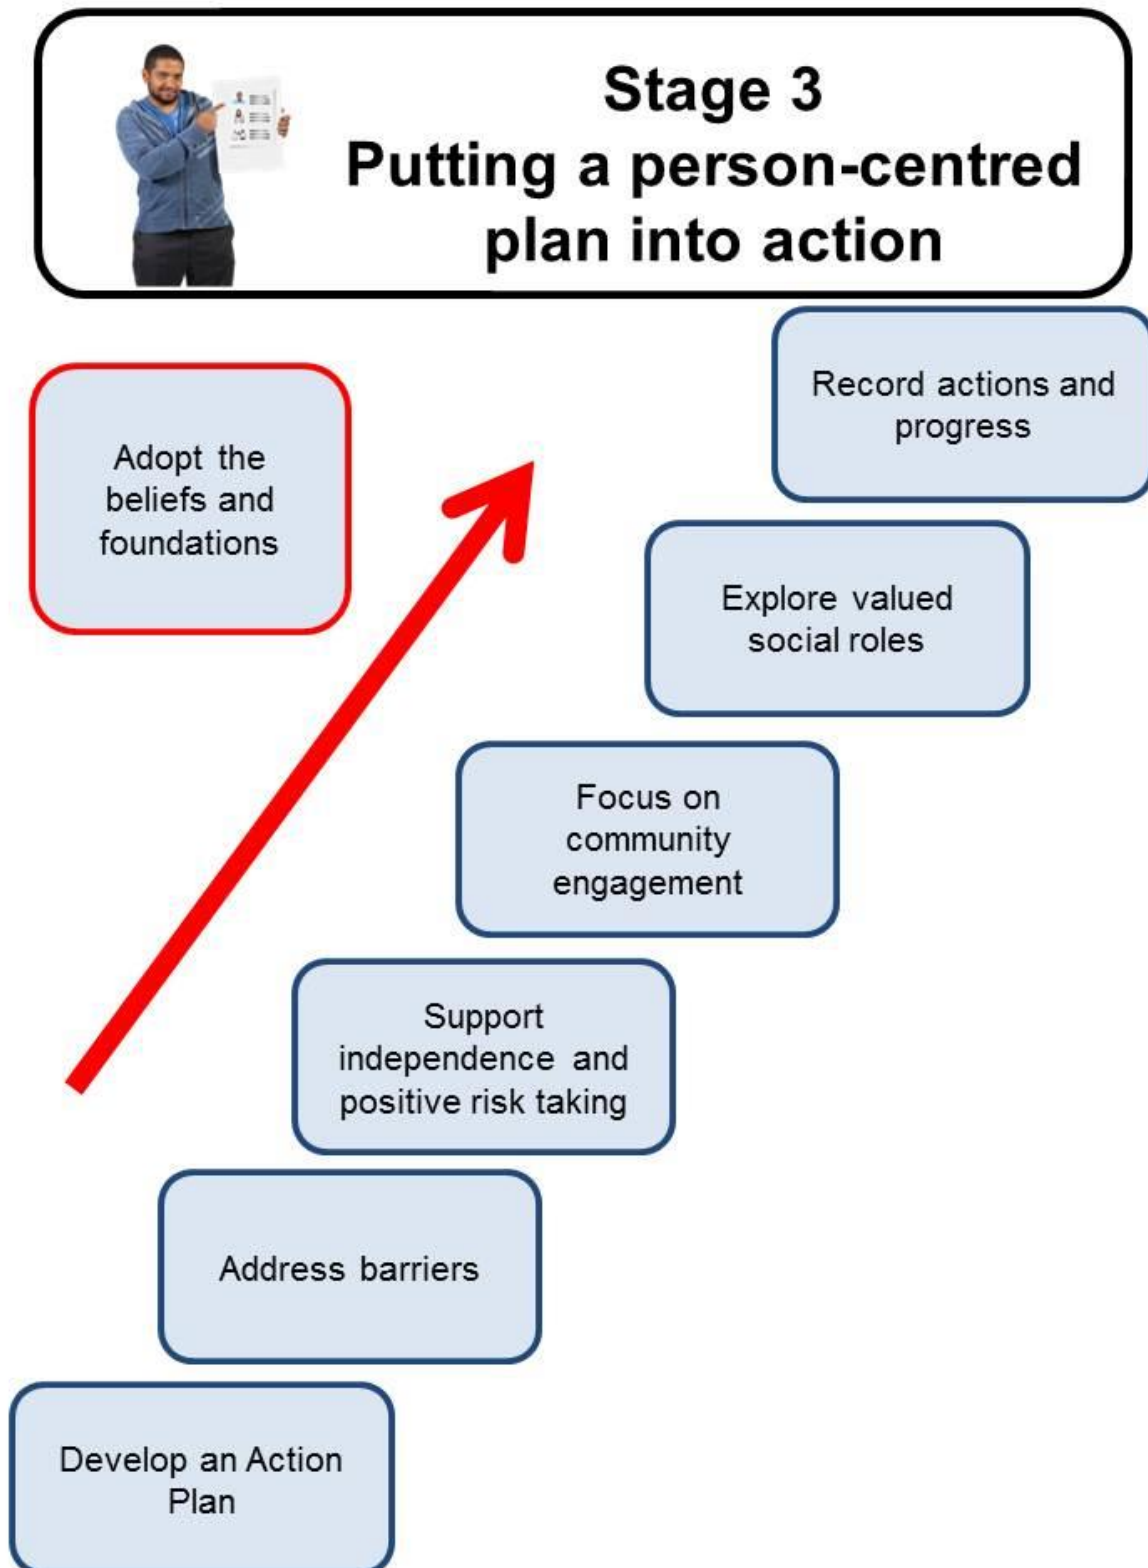 Stage 3
Putting a person-centred
plan into action
Record actions and
progress
Adopt the
beliefs and
foundations
Explore valued
social roles
Focus on
community
engagement
Support
independence and
positive risk taking
Address barriers
Develop an Action
Plan